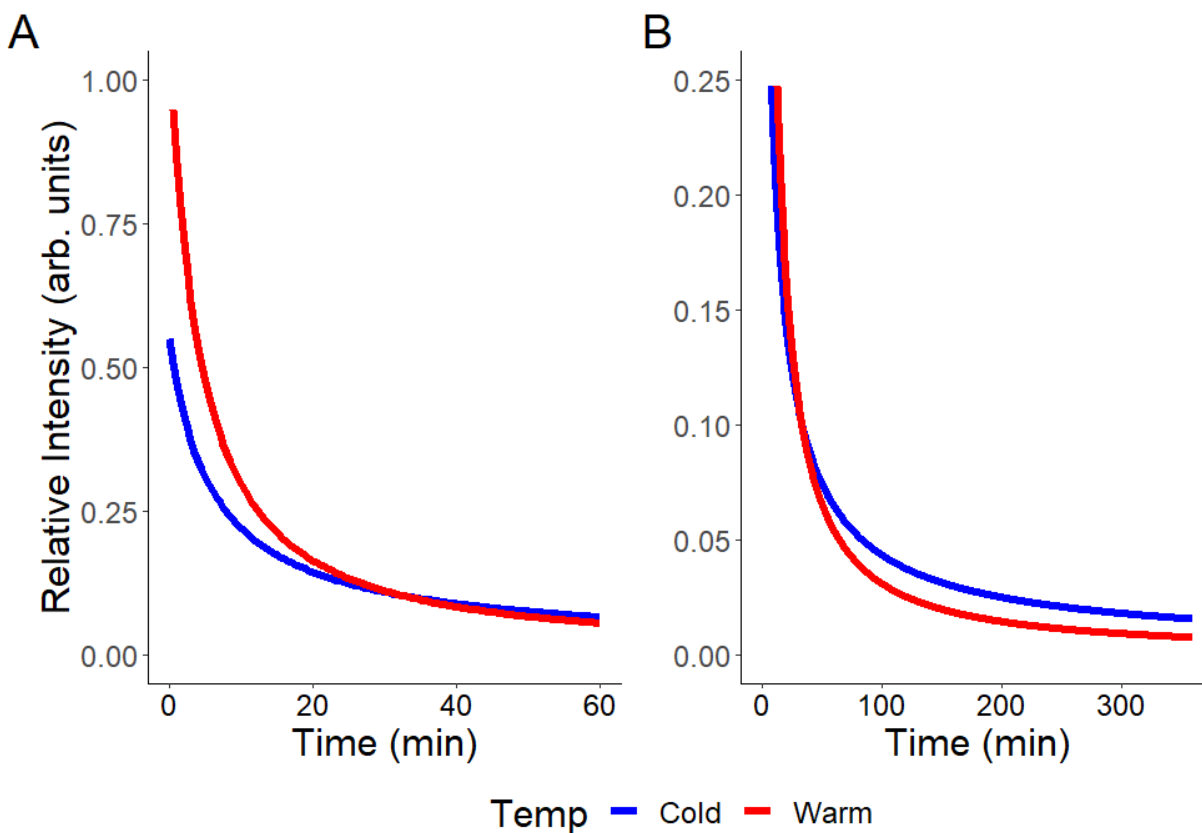 A
B
Relative Intensity (arb. units)
1.00
0.75
0.50
0.25
0.00
0 20 40 60
Time (min)
0.25
0.20
0.15
0.10
0.05
0.00
0 100 200 300
Time (min)
Temp Cold Warm